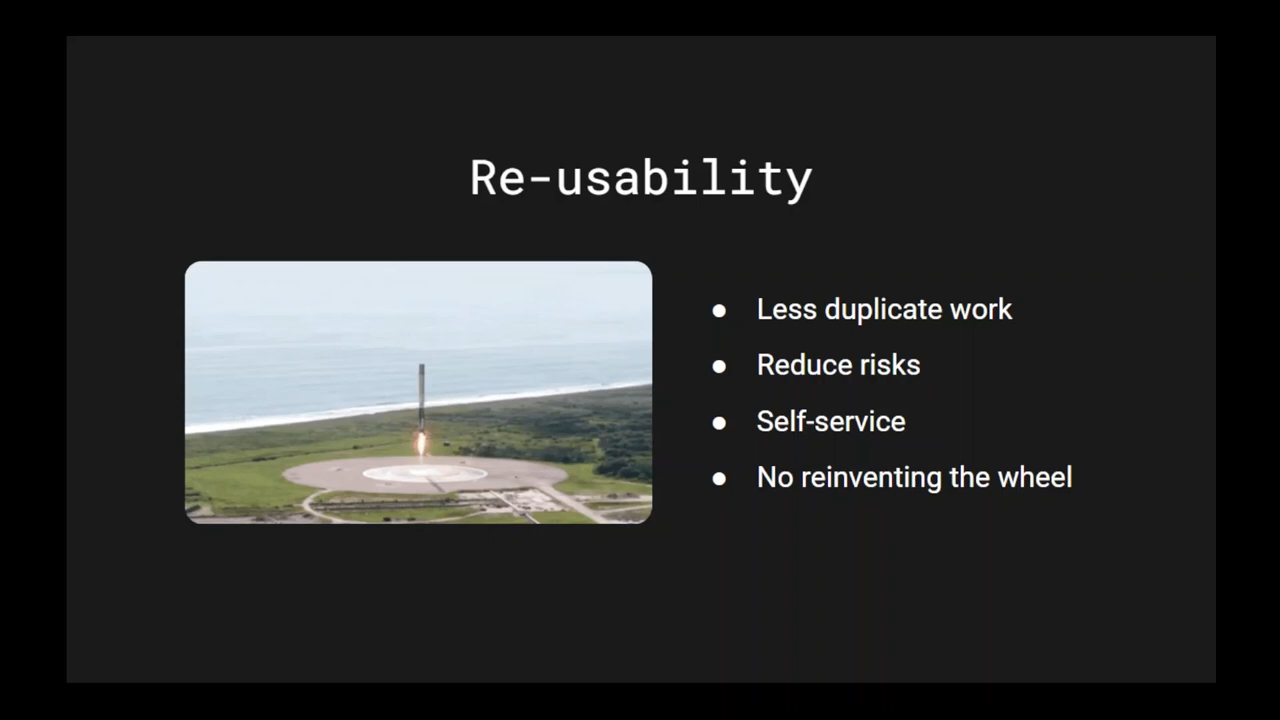 Re-usability
● Less duplicate work
● Reduce risks
● Self-service
● No reinventing the wheel